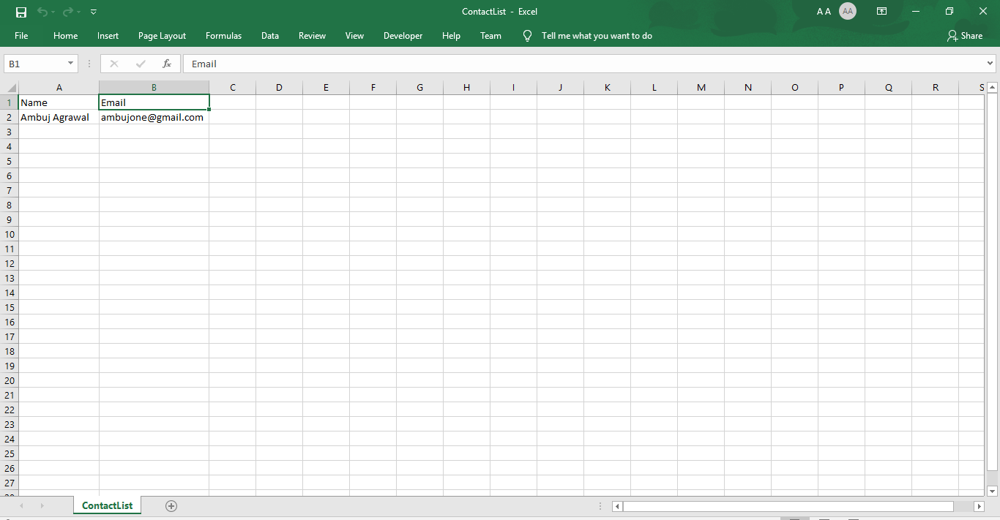 ContactList - Excel
A A
AA
File Home Insert Page Layout Formulas Data Review View Developer Help Team Tell me what you want to do Share
B1 fx Email
A B C D E F G H I J K L M N O P Q R S
1 Name Email
2 Ambuj Agrawal ambujone@gmail.com
3
4
5
6
7
8
9
10
11
12
13
14
15
16
17
18
19
20
21
22
23
24
25
26
27
ContactList